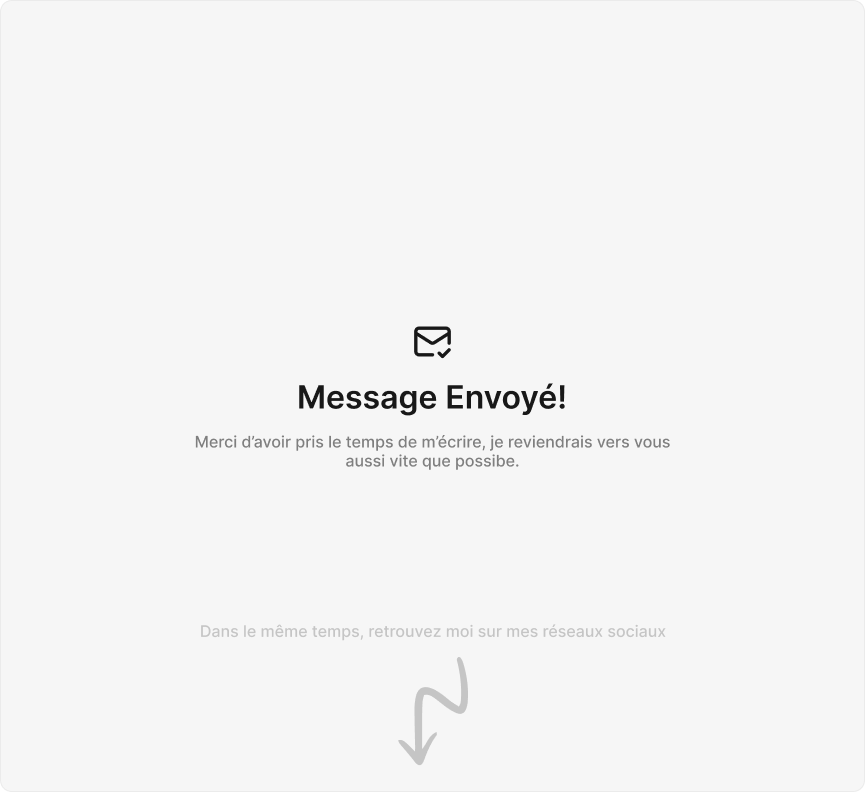 Message Envoyé!
Merci d’avoir pris le temps de m’écrire, je reviendrais vers vous
aussi vite que possibe.
Dans le même temps, retrouvez moi sur mes réseaux sociaux